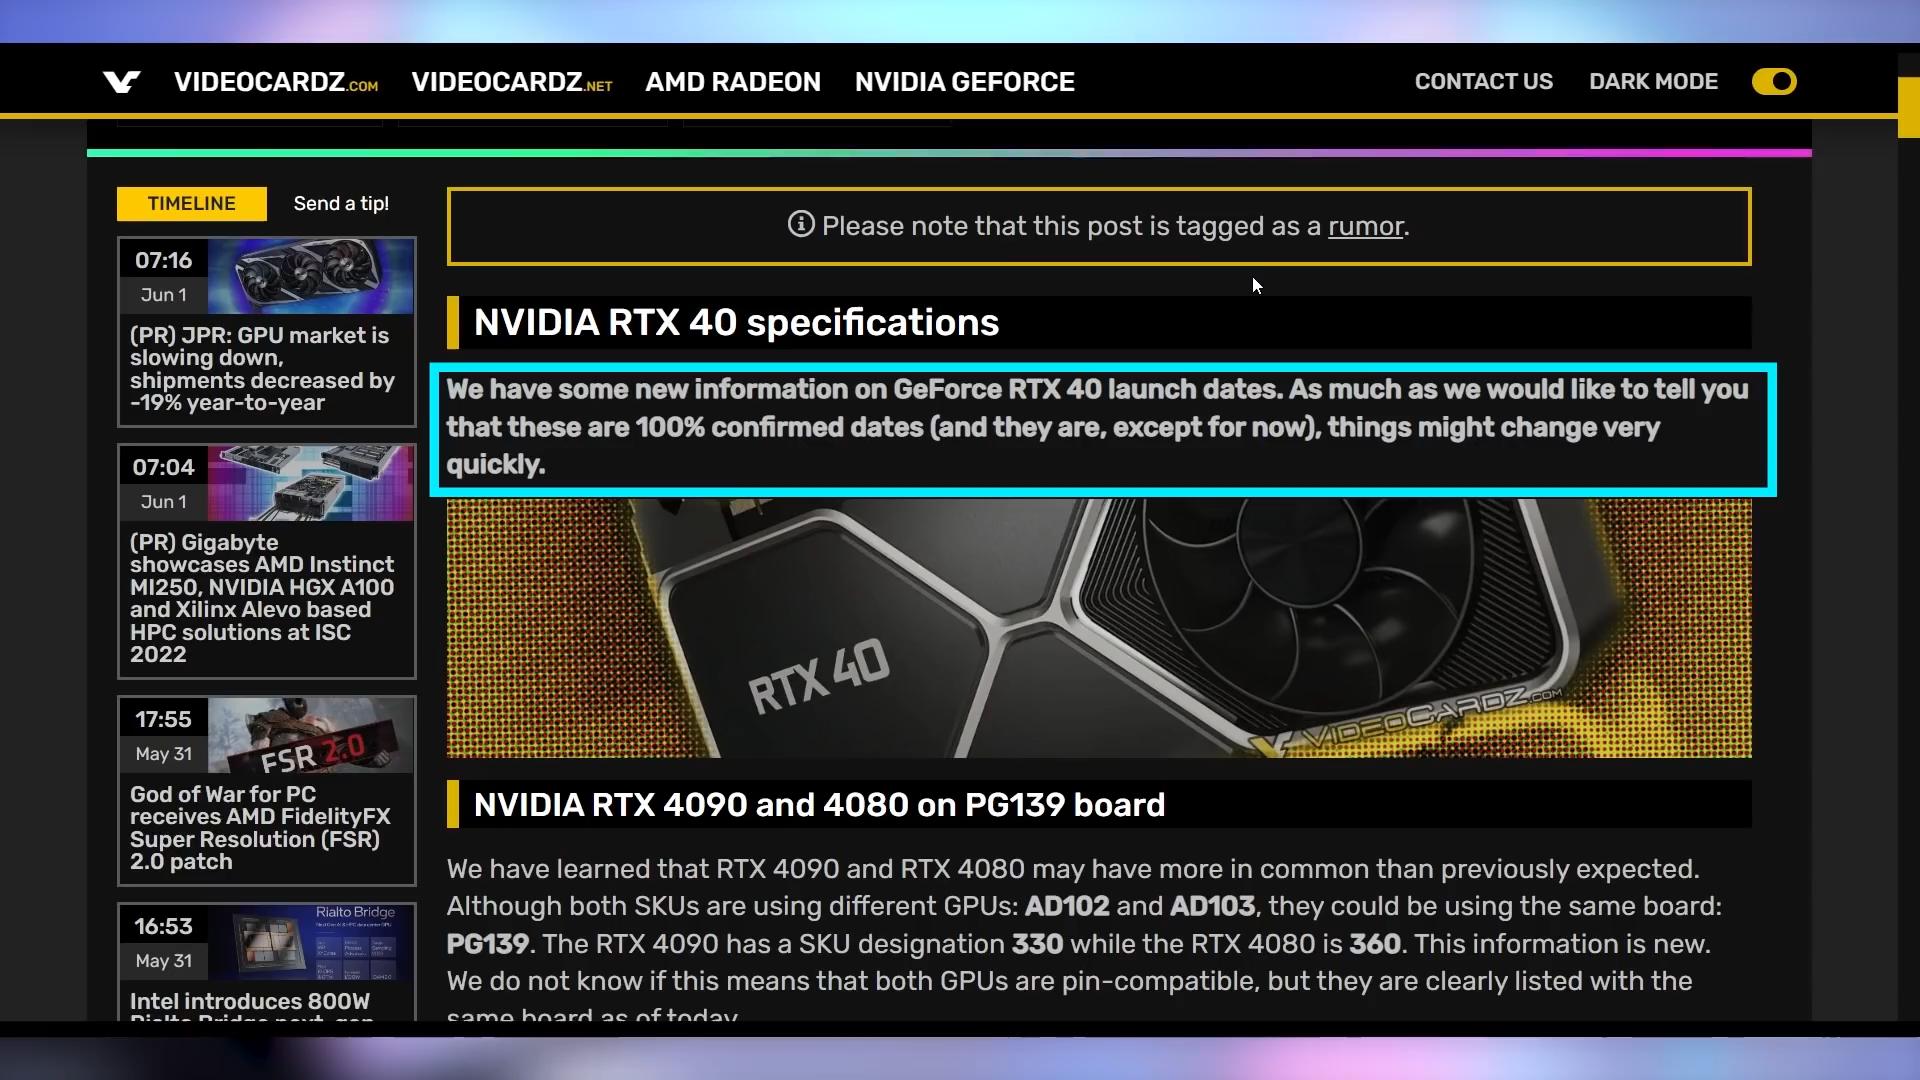 VIDEOCARDZ.COM VIDEOCARDZ.NET AMD RADEON NVIDIA GEFORCE CONTACT US DARK MODE
TIMELINE Send a tip!
07:16
Jun 1
(PR) JPR: GPU market is
slowing down,
shipments decreased by
-19% year-to-year
07:04
Jun 1
(PR) Gigabyte
showcases AMD Instinct
MI250, NVIDIA HGX A100
and Xilinx Alevo based
HPC solutions at ISC
2022
17:55
May 31
FSR 2.0
God of War for PC
receives AMD FidelityFX
Super Resolution (FSR)
2.0 patch
16:53
May 31
Rialto Bridge
Intel introduces 800W
Rialto Bridge next-gen
Please note that this post is tagged as a rumor.
NVIDIA RTX 40 specifications
We have some new information on GeForce RTX 40 launch dates. As much as we would like to tell you
that these are 100% confirmed dates (and they are, except for now), things might change very
quickly.
RTX 40
VIDEOCARDZ.COM
NVIDIA RTX 4090 and 4080 on PG139 board
We have learned that RTX 4090 and RTX 4080 may have more in common than previously expected.
Although both SKUs are using different GPUs: AD102 and AD103, they could be using the same board:
PG139. The RTX 4090 has a SKU designation 330 while the RTX 4080 is 360. This information is new.
We do not know if this means that both GPUs are pin-compatible, but they are clearly listed with the
same board as of today.